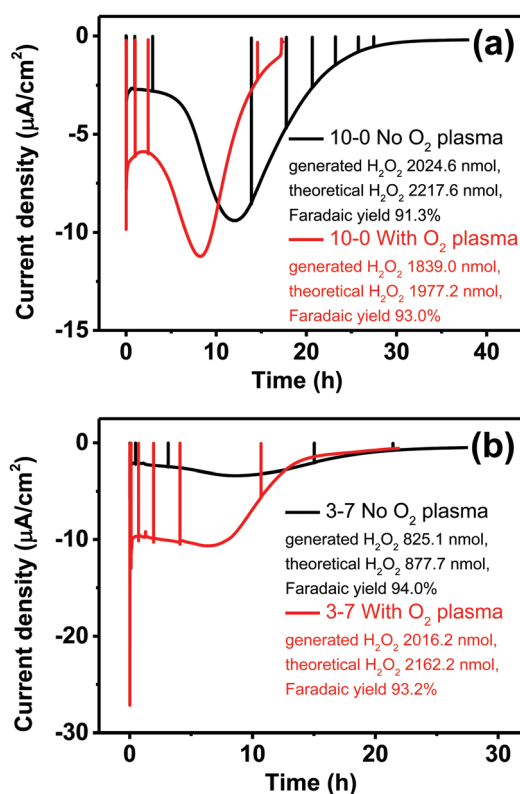 (a)
0
-5
-10
-15
Current density (μA/cm²)
10-0 No O₂ plasma
generated H₂O₂ 2024.6 nmol,
theoretical H₂O₂ 2217.6 nmol,
Faradaic yield 91.3%
10-0 With O₂ plasma
generated H₂O₂ 1839.0 nmol,
theoretical H₂O₂ 1977.2 nmol,
Faradaic yield 93.0%
0 10 20 30 40
Time (h)
(b)
0
-10
-20
-30
Current density (μA/cm²)
3-7 No O₂ plasma
generated H₂O₂ 825.1 nmol,
theoretical H₂O₂ 877.7 nmol,
Faradaic yield 94.0%
3-7 With O₂ plasma
generated H₂O₂ 2016.2 nmol,
theoretical H₂O₂ 2162.2 nmol,
Faradaic yield 93.2%
0 10 20 30
Time (h)